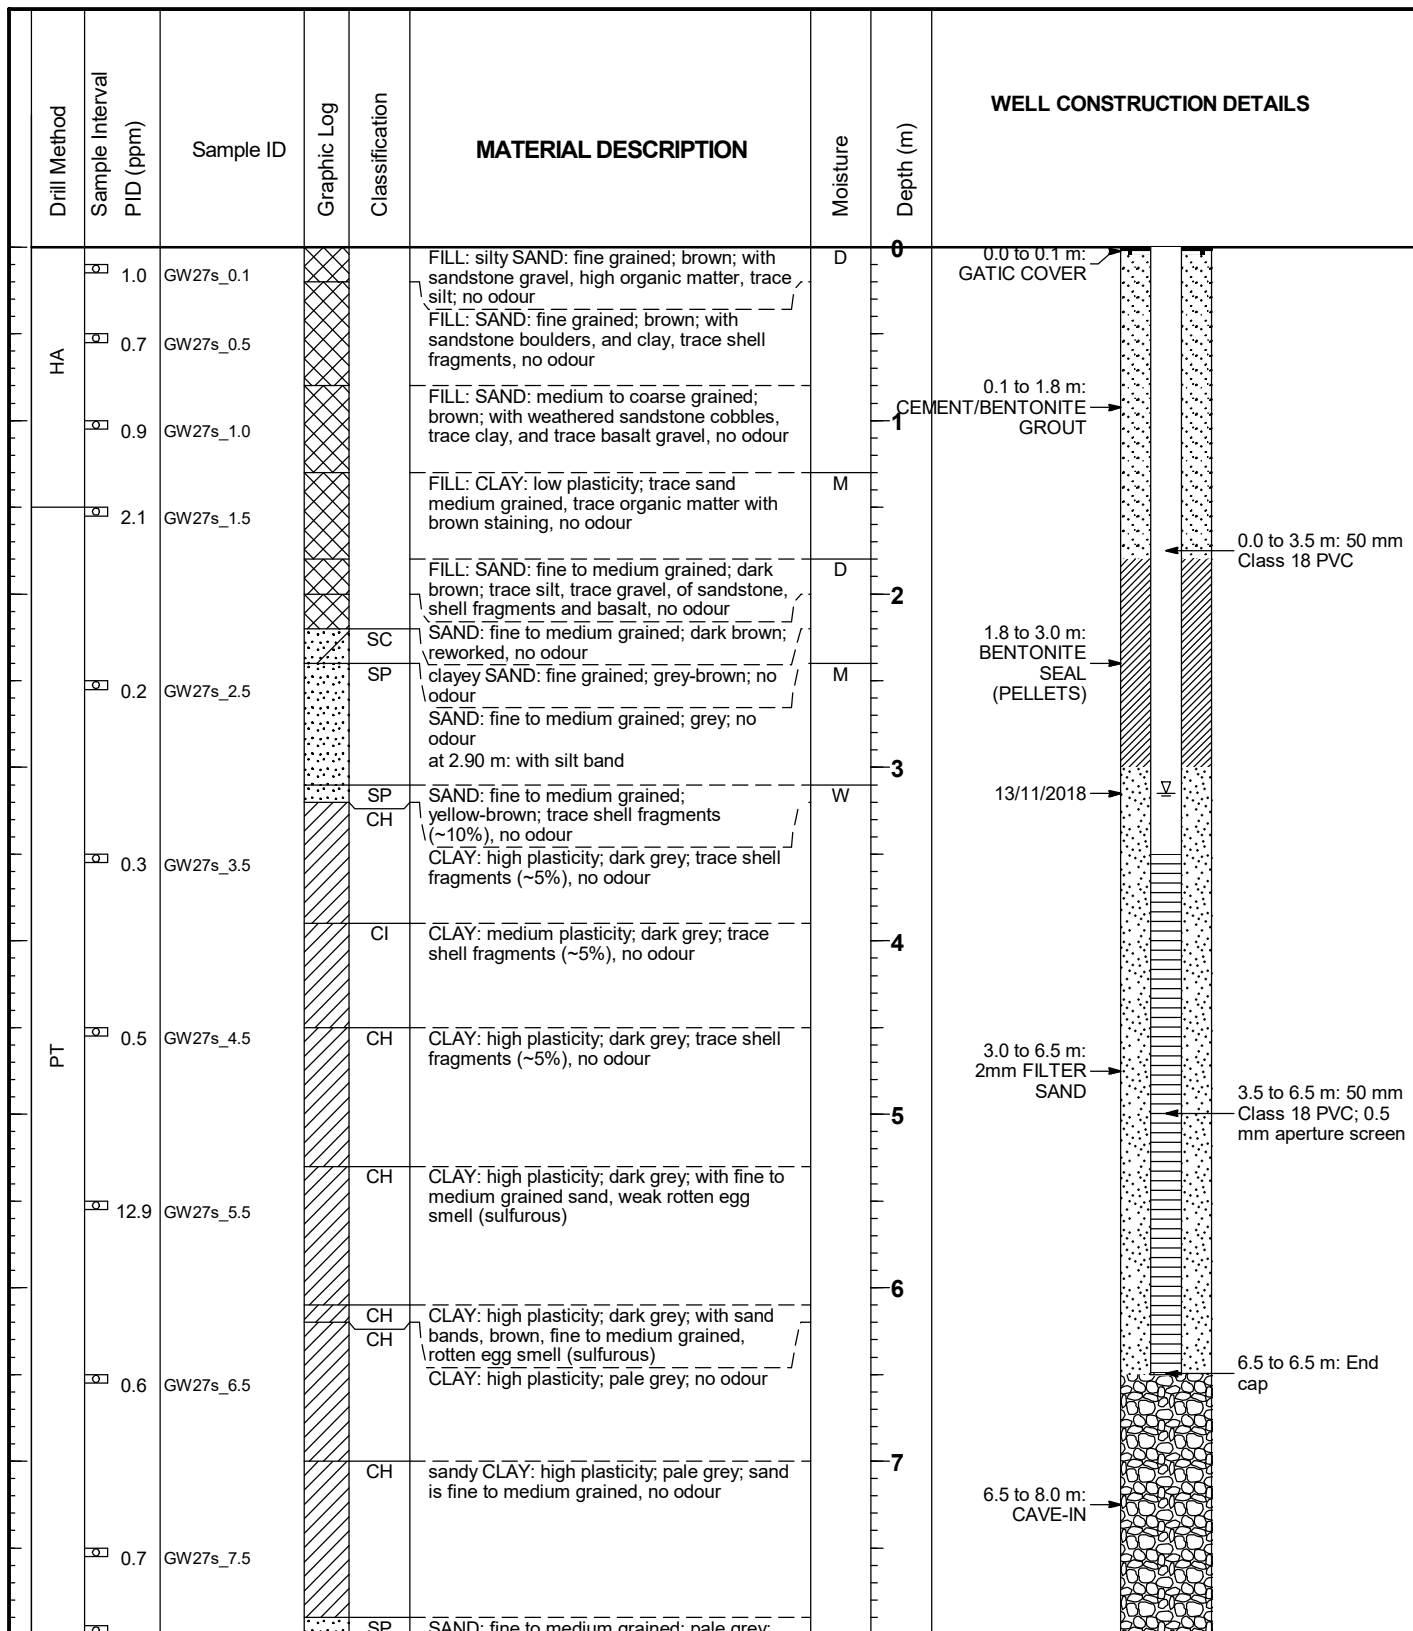 Drill Method
Sample Interval
PID (ppm)
Sample ID
Graphic Log
Classification
MATERIAL DESCRIPTION
Moisture
Depth (m)
WELL CONSTRUCTION DETAILS
HA
PT
1.0 GW27s_0.1
0.7 GW27s_0.5
0.9 GW27s_1.0
2.1 GW27s_1.5
0.2 GW27s_2.5
0.3 GW27s_3.5
0.5 GW27s_4.5
12.9 GW27s_5.5
0.6 GW27s_6.5
0.7 GW27s_7.5
SC
SP
SP
CH
CI
CH
CH
CH
CH
CH
SP
FILL: silty SAND: fine grained; brown; with
sandstone gravel, high organic matter, trace
silt; no odour
FILL: SAND: fine grained; brown; with
sandstone boulders, and clay, trace shell
fragments, no odour
FILL: SAND: medium to coarse grained;
brown; with weathered sandstone cobbles,
trace clay, and trace basalt gravel, no odour
FILL: CLAY: low plasticity; trace sand
medium grained, trace organic matter with
brown staining, no odour
FILL: SAND: fine to medium grained; dark
brown; trace silt, trace gravel, of sandstone,
shell fragments and basalt, no odour
SAND: fine to medium grained; dark brown;
reworked, no odour
clayey SAND: fine grained; grey-brown; no
odour
SAND: fine to medium grained; grey; no
odour
at 2.90 m: with silt band
SAND: fine to medium grained;
yellow-brown; trace shell fragments
(~10%), no odour
CLAY: high plasticity; dark grey; trace shell
fragments (~5%), no odour
CLAY: medium plasticity; dark grey; trace
shell fragments (~5%), no odour
CLAY: high plasticity; dark grey; trace shell
fragments (~5%), no odour
CLAY: high plasticity; dark grey; with fine to
medium grained sand, weak rotten egg
smell (sulfurous)
CLAY: high plasticity; dark grey; with sand
bands, brown, fine to medium grained,
rotten egg smell (sulfurous)
CLAY: high plasticity; pale grey; no odour
sandy CLAY: high plasticity; pale grey; sand
is fine to medium grained, no odour
SAND: fine to medium grained; pale grey;
D
M
D
M
W
0
1
2
3
4
5
6
7
0.0 to 0.1 m:
GATIC COVER
0.1 to 1.8 m:
CEMENT/BENTONITE
GROUT
1.8 to 3.0 m:
BENTONITE
SEAL
(PELLETS)
13/11/2018
3.0 to 6.5 m:
2mm FILTER
SAND
6.5 to 8.0 m:
CAVE-IN
0.0 to 3.5 m: 50 mm
Class 18 PVC
3.5 to 6.5 m: 50 mm
Class 18 PVC; 0.5
mm aperture screen
6.5 to 6.5 m: End
cap